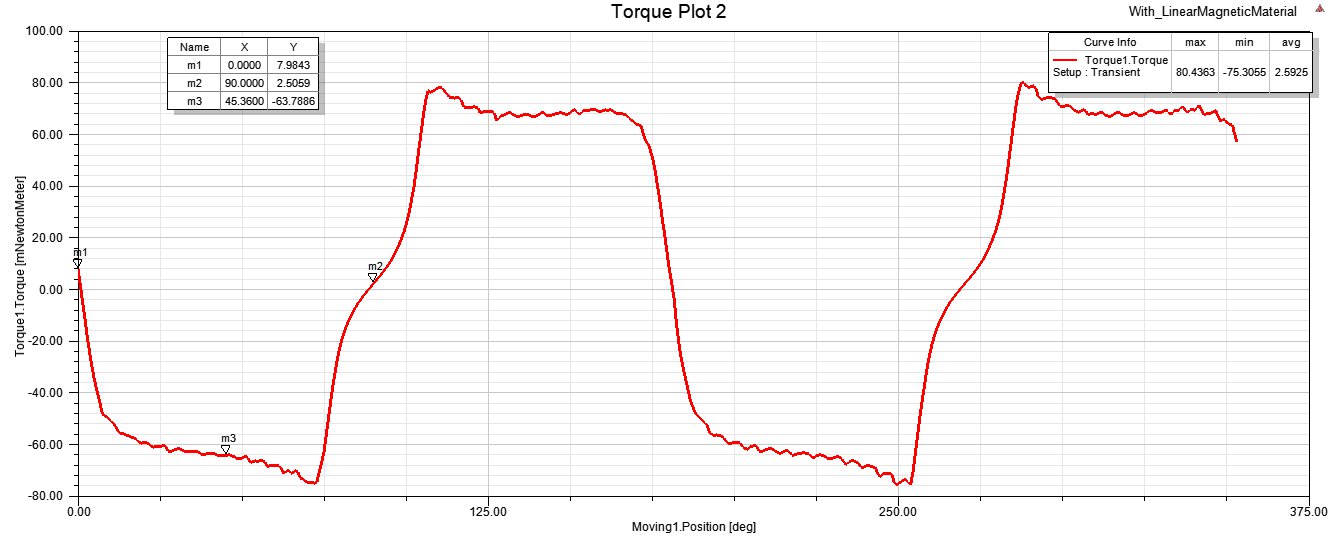 Torque Plot 2
With_LinearMagneticMaterial
100.00
Name X Y
m1 0.0000 7.9843
m2 90.0000 2.5059
m3 45.3600 -63.7886
Curve Info max min avg
Torque1.Torque
Setup : Transient 80.4363 -75.3055 2.5925
80.00
60.00
40.00
20.00
0.00
-20.00
-40.00
-60.00
-80.00
Torque1.Torque [mNewtonMeter]
m1
m2
m3
0.00 125.00 250.00 375.00
Moving1.Position [deg]